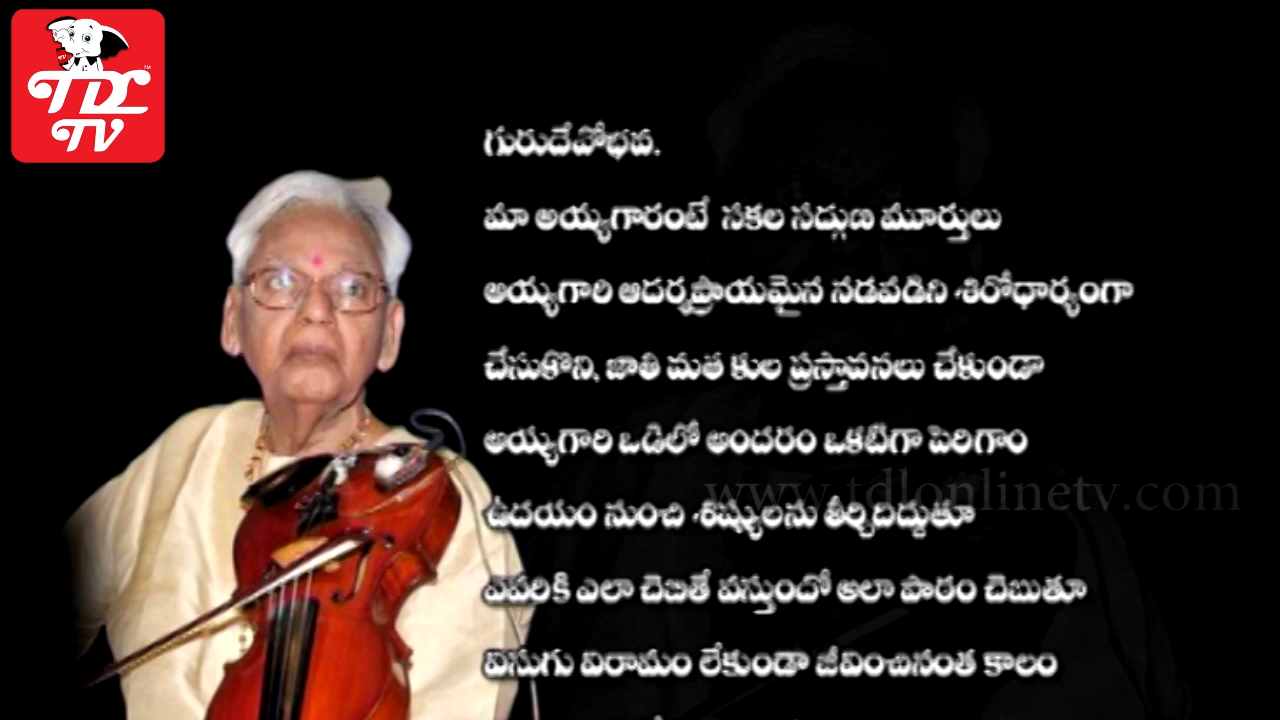 TDL
TV
TM
గురుదేవోభవ.
మా అయ్యగారంటే సకల సద్గుణ మూర్తులు
అయ్యగారి ఆదర్శప్రాయమైన నడవడిని శిరోధార్యంగా
చేసుకొని, జాతి మత కుల ప్రస్తావనలు చేకుండా
అయ్యగారి ఒడిలో అందరం ఒకటిగా పెరిగాం
www.tdlonlinetv.com
ఉదయం నుంచి శిష్యులను తీర్చిదిద్దుతూ
ఎవరికి ఎలా చెబితే వస్తుందో అలా పాఠం చెబుతూ
విసుగు విరామం లేకుండా జీవించినంత కాలం